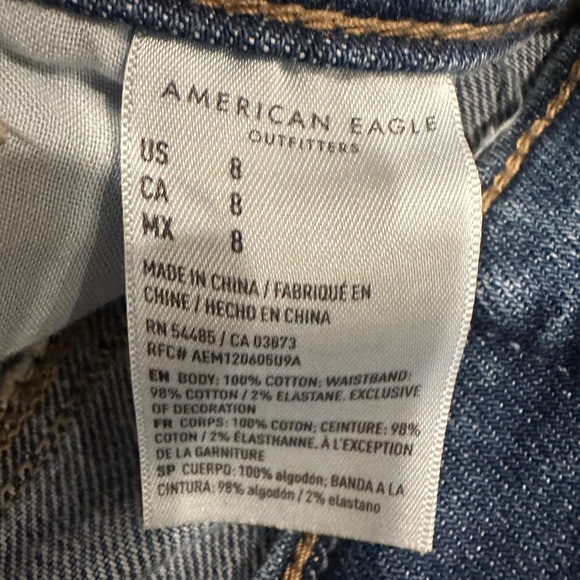 AMERICAN EAGLE
OUTFITTERS
US 8
CA 8
MX 8
MADE IN CHINA / FABRIQUÉ EN
CHINE / HECHO EN CHINA
RN 54485 / CA 03873
RFC# AEM120605U9A
EN BODY: 100% COTTON; WAISTBAND:
98% COTTON / 2% ELASTANE. EXCLUSIVE
OF DECORATION
FR CORPS: 100% COTON; CEINTURE: 98%
COTON / 2% ÉLASTHANNE. À L'EXCEPTION
DE LA GARNITURE
SP CUERPO: 100% algodón; BANDA A LA
CINTURA: 98% algodón / 2% elastano